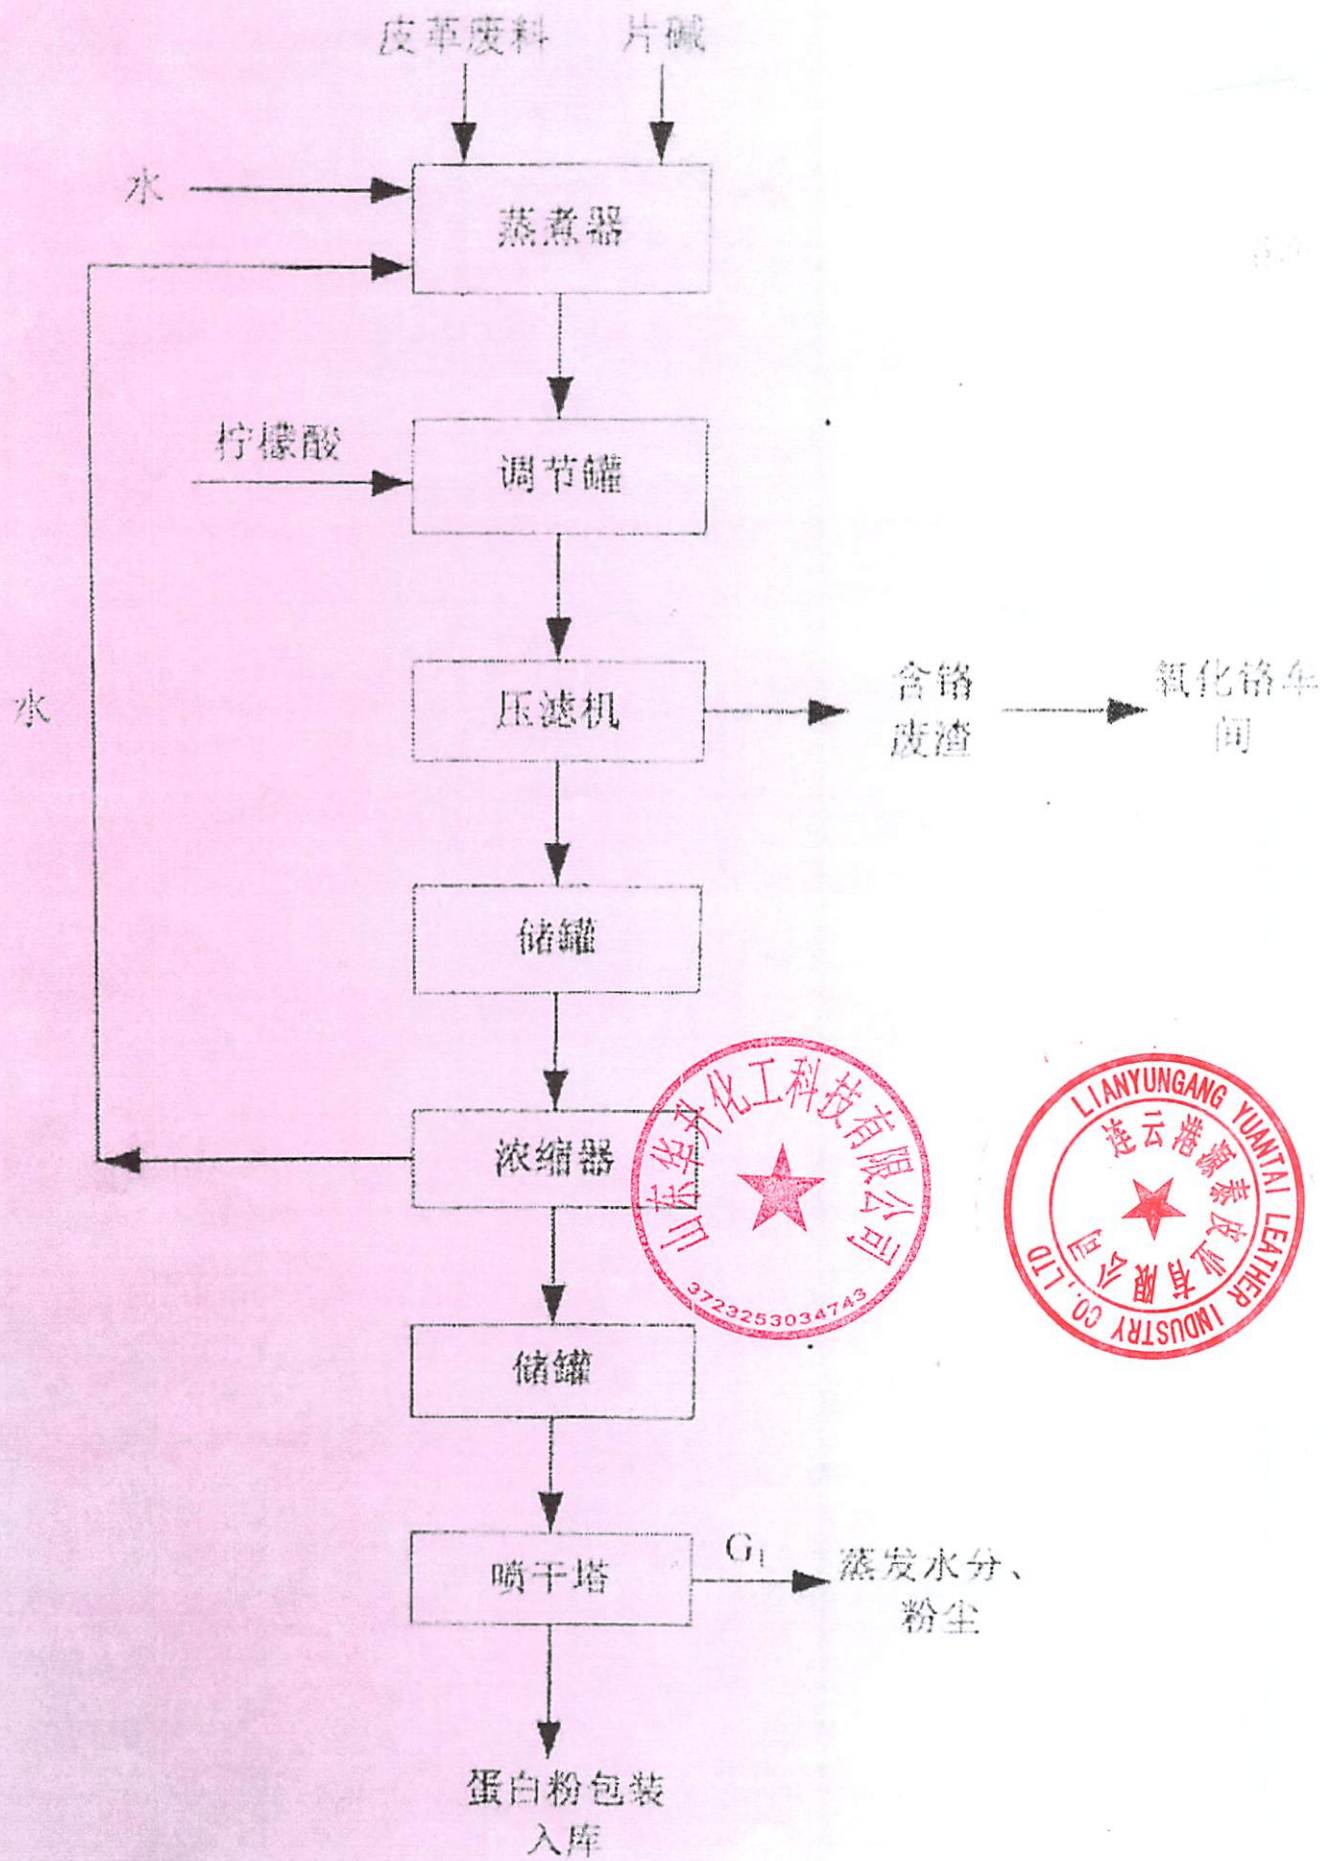 皮革废料 片碱
水
蒸煮器
柠檬酸
调节罐
水
压滤机
含铬
废渣
氧化铬车
间
储罐
浓缩器
山东华升化工科技有限公司
3723253034743
LIANYUNGANG YUANTAI LEATHER INDUSTRY CO., LTD
连云港源泰皮业有限公司
储罐
喷干塔
G1
蒸发水分、
粉尘
蛋白粉包装
入库